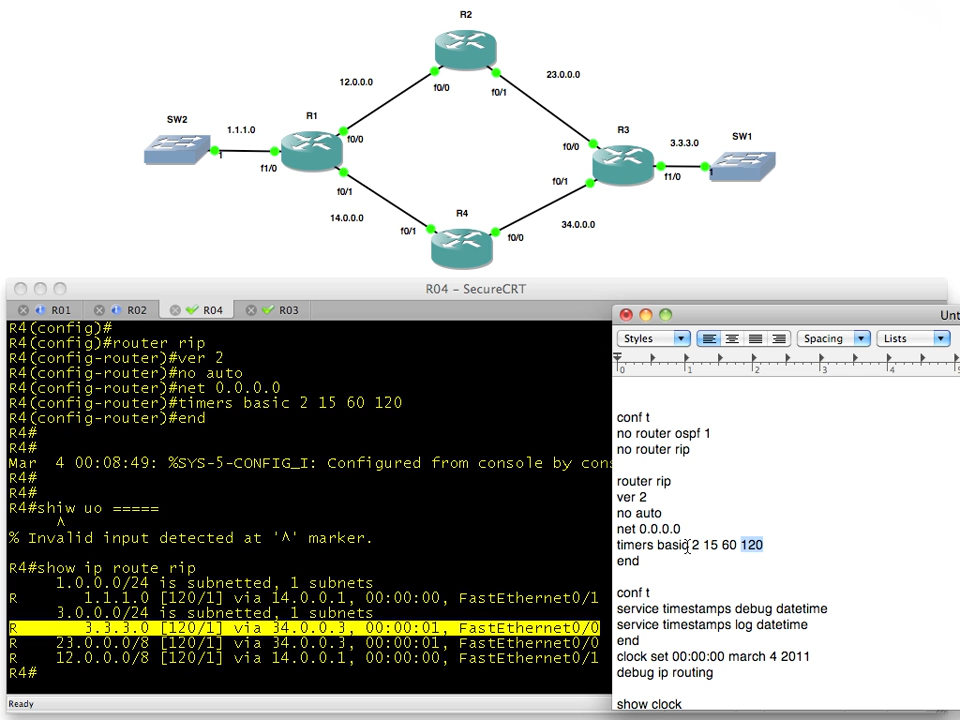 R2
12.0.0.0
23.0.0.0
f0/0
f0/1
SW2
1.1.1.0
R1
R3
3.3.3.0
SW1
1
f1/0
f0/0
f0/0
f1/0
1
f0/1
f0/1
14.0.0.0
R4
34.0.0.0
f0/1
f0/0
R04 - SecureCRT
R01
R02
R04
R03
R4(config)#
R4(config)#router rip
R4(config-router)#ver 2
R4(config-router)#no auto
R4(config-router)#net 0.0.0.0
R4(config-router)#timers basic 2 15 60 120
R4(config-router)#end
R4#
R4#
Mar  4 00:08:49: %SYS-5-CONFIG_I: Configured from console by cons
R4#
R4#
R4#shiw uo =====
^
% Invalid input detected at '^' marker.
R4#show ip route rip
1.0.0.0/24 is subnetted, 1 subnets
R       1.1.1.0 [120/1] via 14.0.0.1, 00:00:00, FastEthernet0/1
3.0.0.0/24 is subnetted, 1 subnets
R       3.3.3.0 [120/1] via 34.0.0.3, 00:00:01, FastEthernet0/0
R    23.0.0.0/8 [120/1] via 34.0.0.3, 00:00:01, FastEthernet0/0
R    12.0.0.0/8 [120/1] via 14.0.0.1, 00:00:00, FastEthernet0/1
R4#
Ready
Unt
Styles
Spacing
Lists
0 1 2 3 4 5
conf t
no router ospf 1
no router rip
router rip
ver 2
no auto
net 0.0.0.0
timers basic 2 15 60 120
end
conf t
service timestamps debug datetime
service timestamps log datetime
end
clock set 00:00:00 march 4 2011
debug ip routing
show clock